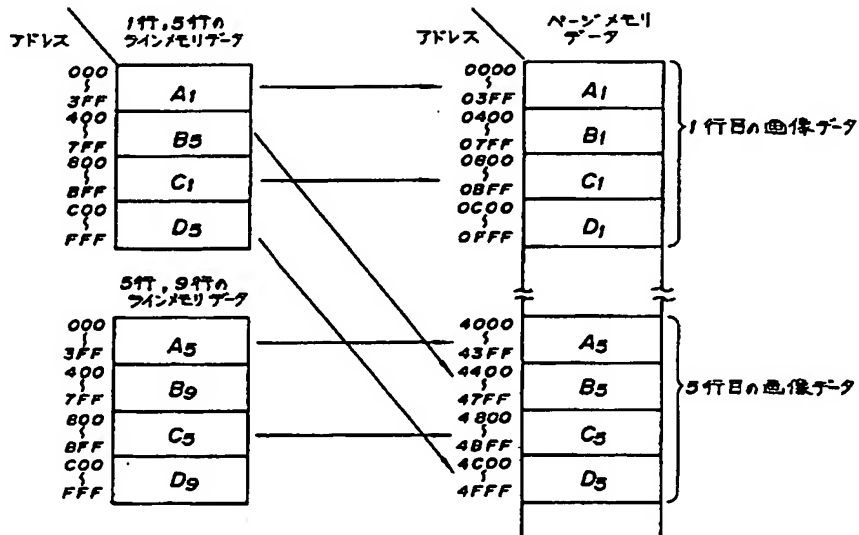 1行,5行の
ラインメモリデータ
アドレス
000
〜
3FF
A1
400
〜
7FF
B5
800
〜
BFF
C1
C00
〜
FFF
D5
5行,9行の
ラインメモリデータ
000
〜
3FF
A5
400
〜
7FF
B9
800
〜
BFF
C5
C00
〜
FFF
D9
ページメモリ
データ
アドレス
0000
〜
03FF
A1
0400
〜
07FF
B1
0800
〜
0BFF
C1
0C00
〜
0FFF
D1
1行目の画像データ
4000
〜
43FF
A5
4400
〜
47FF
B5
4800
〜
4BFF
C5
4C00
〜
4FFF
D5
5行目の画像データ